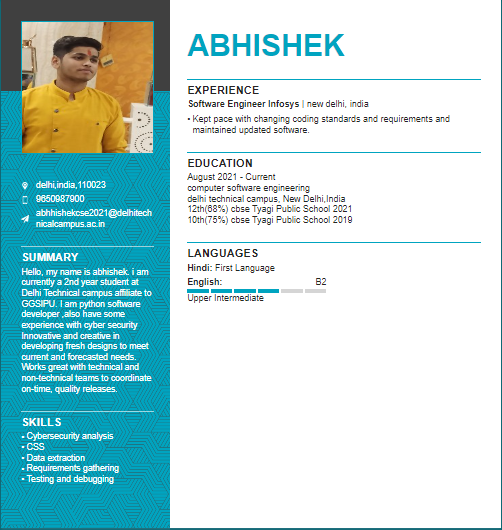 ABHISHEK
delhi,india,110023
9650987900
abhhishekcse2021@delhitech
nicalcampus.ac.in
SUMMARY
Hello, my name is abhishek. i am
currently a 2nd year student at
Delhi Technical campus affiliate to
GGSIPU. I am python software
developer ,also have some
experience with cyber security
Innovative and creative in
developing fresh designs to meet
current and forecasted needs.
Works great with technical and
non-technical teams to coordinate
on-time, quality releases.
SKILLS
• Cybersecurity analysis
• CSS
• Data extraction
• Requirements gathering
• Testing and debugging
EXPERIENCE
Software Engineer Infosys | new delhi, india
• Kept pace with changing coding standards and requirements and
maintained updated software.
EDUCATION
August 2021 - Current
computer software engineering
delhi technical campus, New Delhi,India
12th(68%) cbse Tyagi Public School 2021
10th(75%) cbse Tyagi Public School 2019
LANGUAGES
Hindi: First Language
English: B2
Upper Intermediate